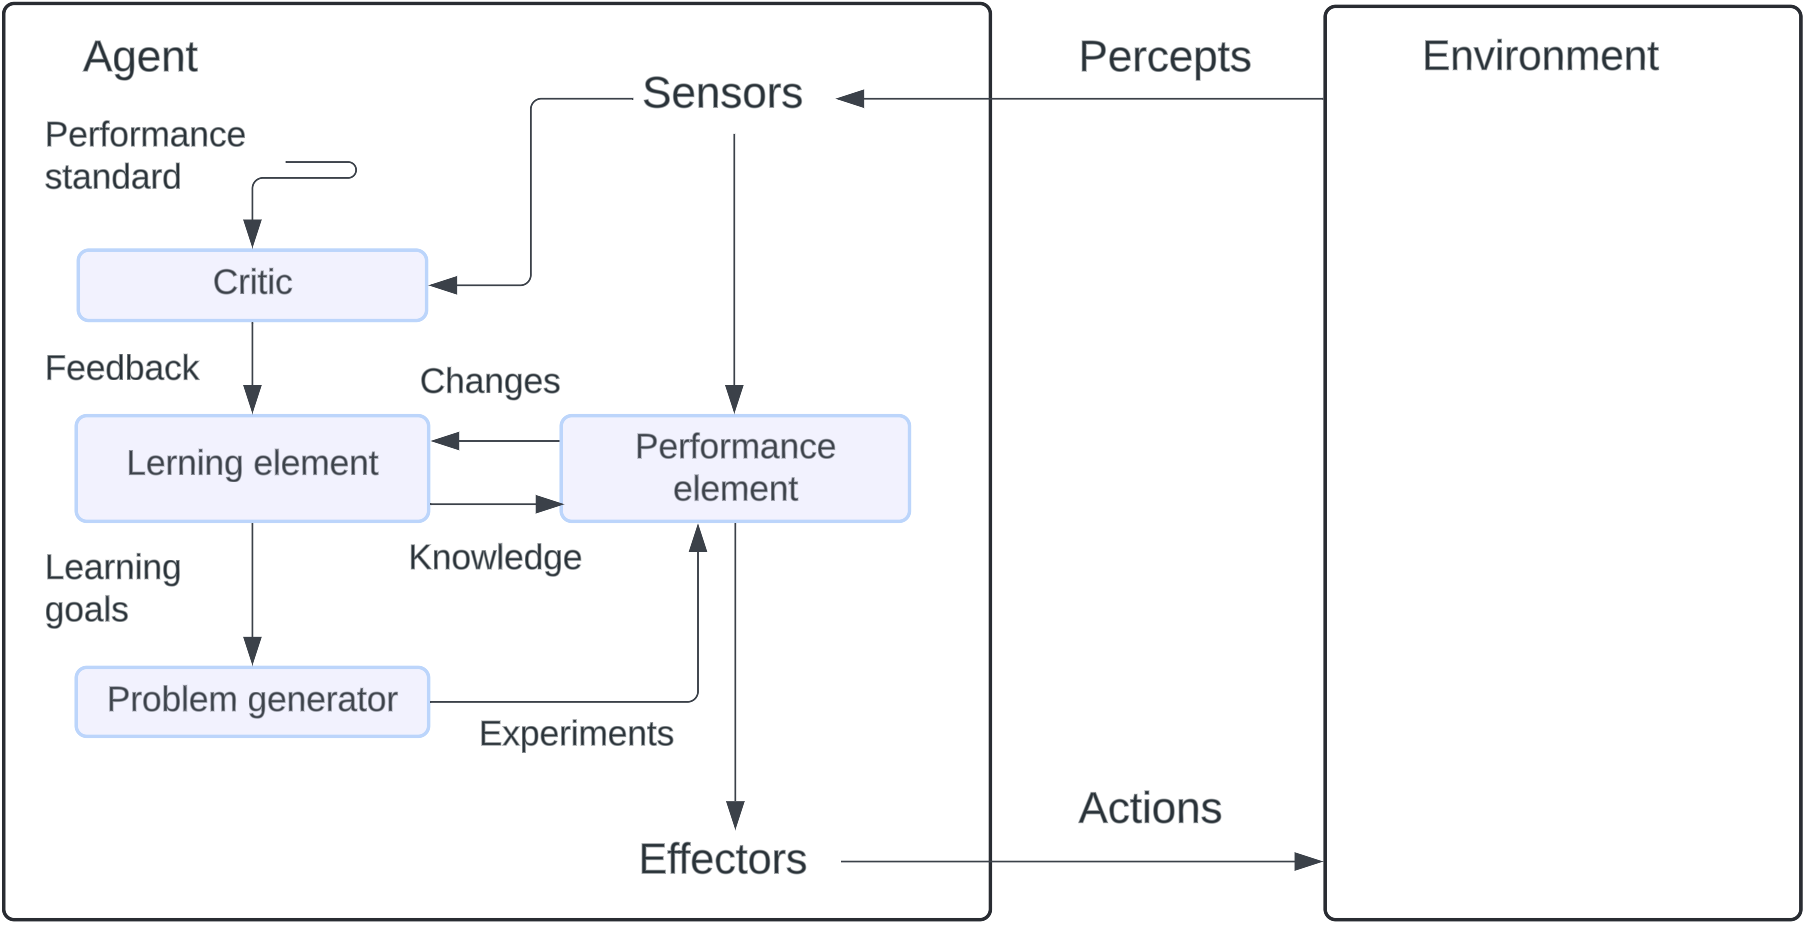 Agent
Percepts
Environment
Sensors
Performance
standard
Critic
Feedback
Changes
Lerning element
Performance
element
Knowledge
Learning
goals
Problem generator
Experiments
Actions
Effectors